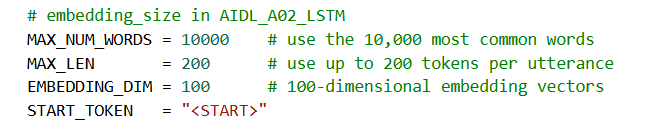 # embedding_size in AIDL_A02_LSTM
MAX_NUM_WORDS = 10000    # use the 10,000 most common words
MAX_LEN       = 200    # use up to 200 tokens per utterance
EMBEDDING_DIM = 100    # 100-dimensional embedding vectors
START_TOKEN   = "<START>"